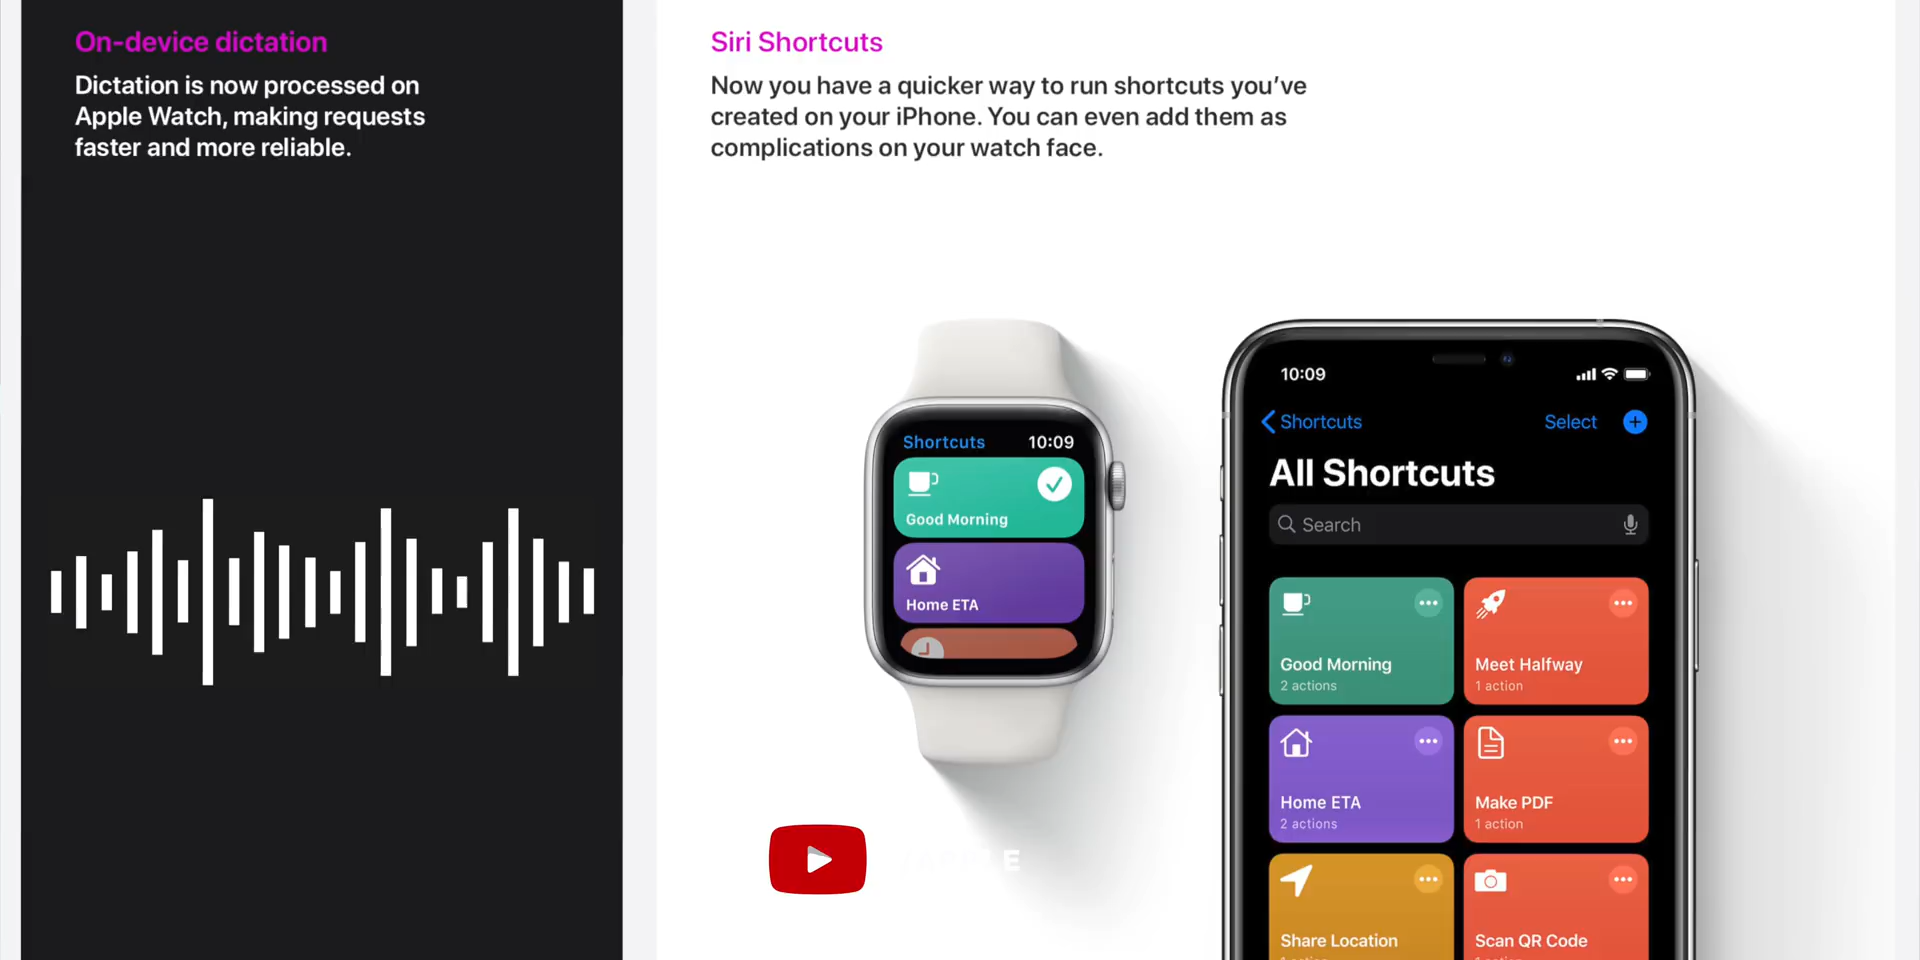 On-device dictation
Dictation is now processed on
Apple Watch, making requests
faster and more reliable.
Siri Shortcuts
Now you have a quicker way to run shortcuts you’ve
created on your iPhone. You can even add them as
complications on your watch face.
Shortcuts 10:09
Good Morning
Home ETA
10:09
Shortcuts Select
All Shortcuts
Search
Good Morning
2 actions
Meet Halfway
1 action
Home ETA
2 actions
Make PDF
1 action
Share Location
Scan QR Code